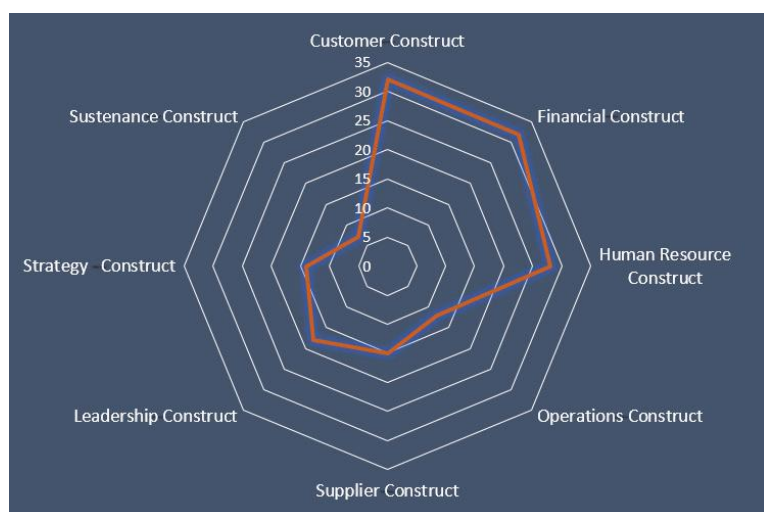 Customer Construct
35
30
25
20
15
10
5
0
Financial Construct
Human Resource
Construct
Operations Construct
Supplier Construct
Leadership Construct
Strategy Construct
Sustenance Construct